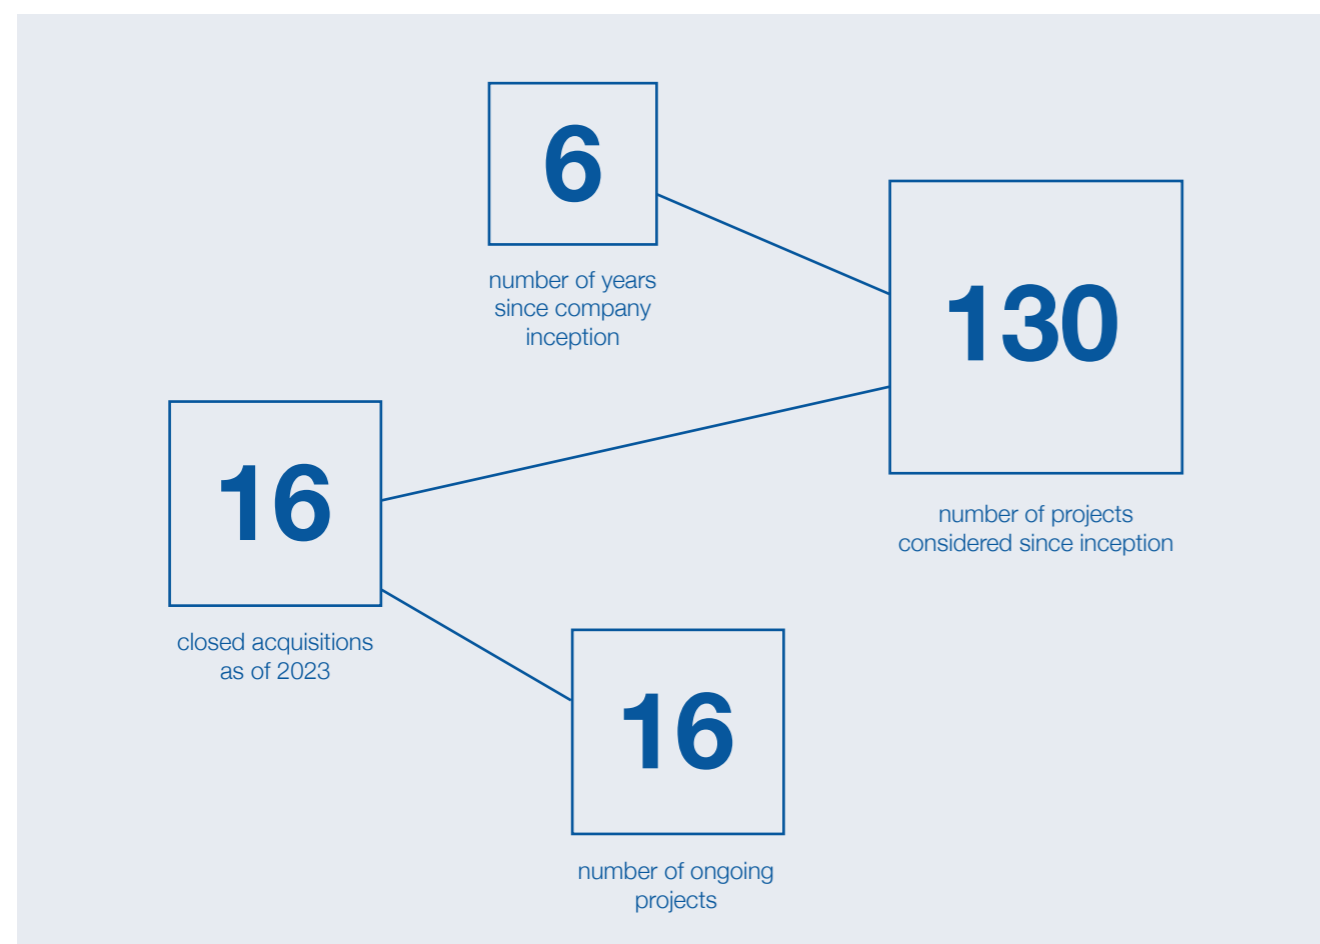 6
number of years
since company
inception
130
number of projects
considered since inception
16
closed acquisitions
as of 2023
16
number of ongoing
projects